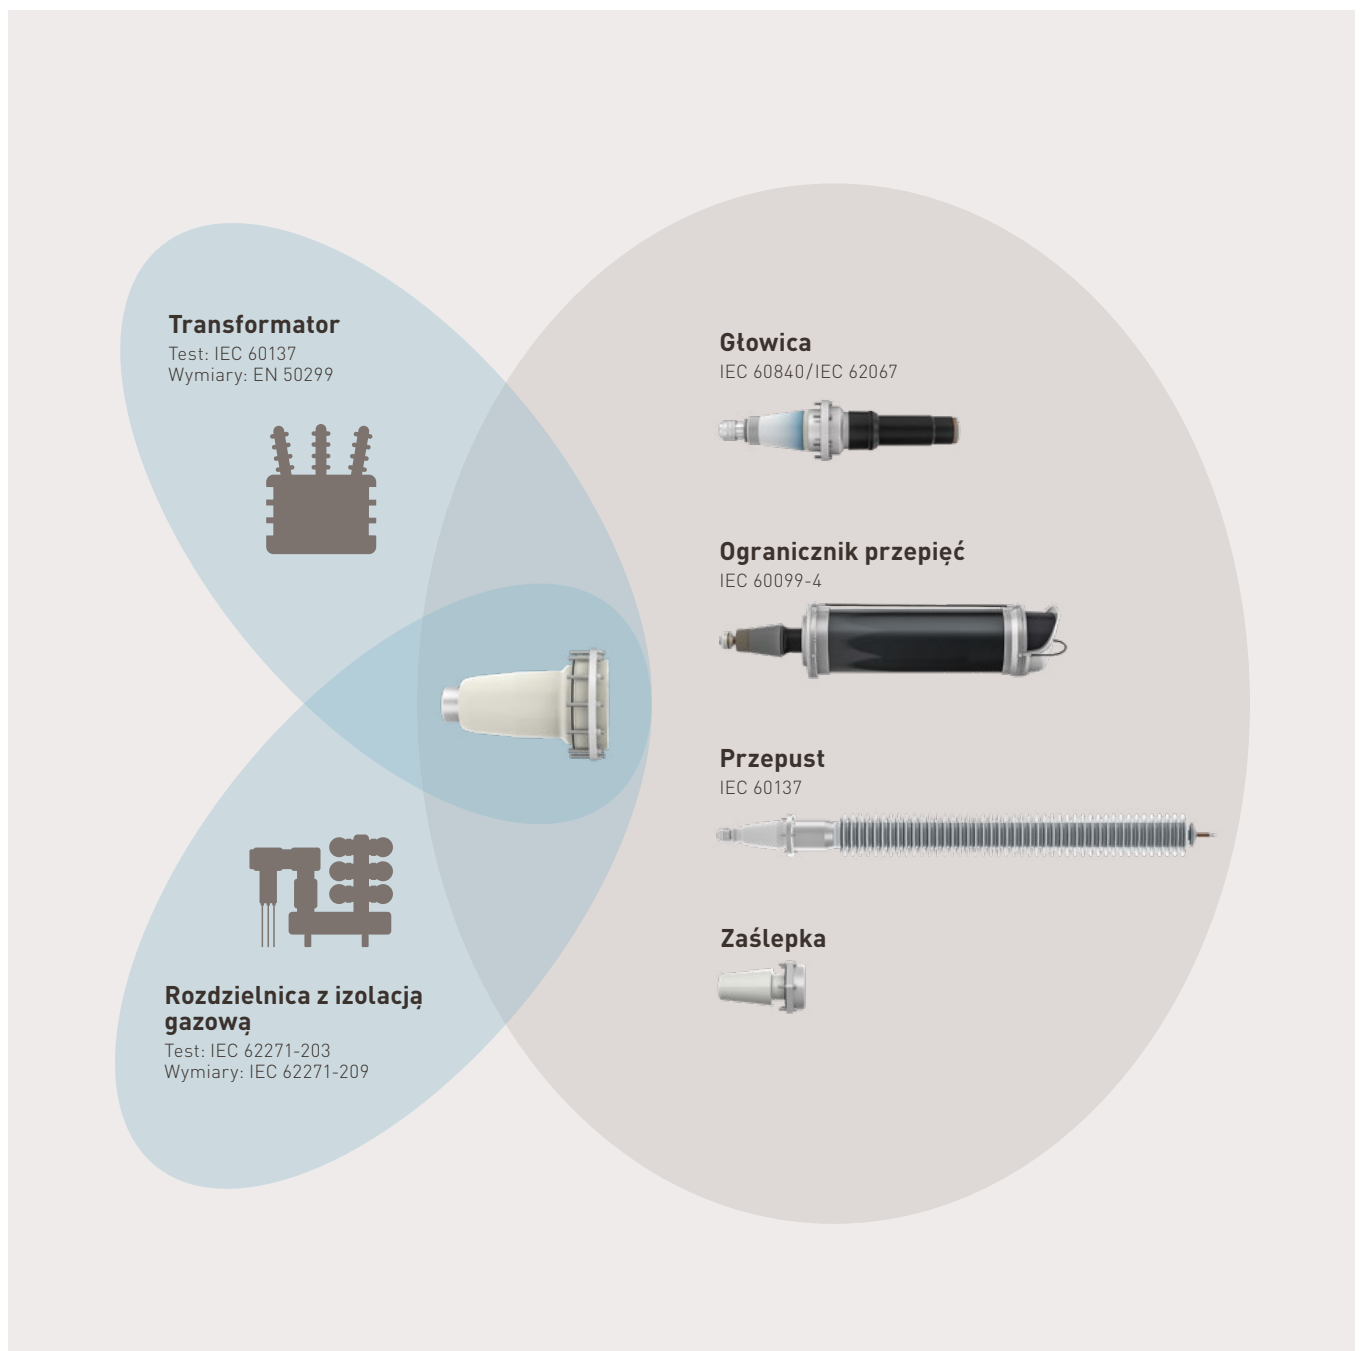 Transformator
Test: IEC 60137
Wymiary: EN 50299
Głowica
IEC 60840/IEC 62067
Ogranicznik przepięć
IEC 60099-4
Przepust
IEC 60137
Zaślepka
Rozdzielnica z izolacją
gazową
Test: IEC 62271-203
Wymiary: IEC 62271-209